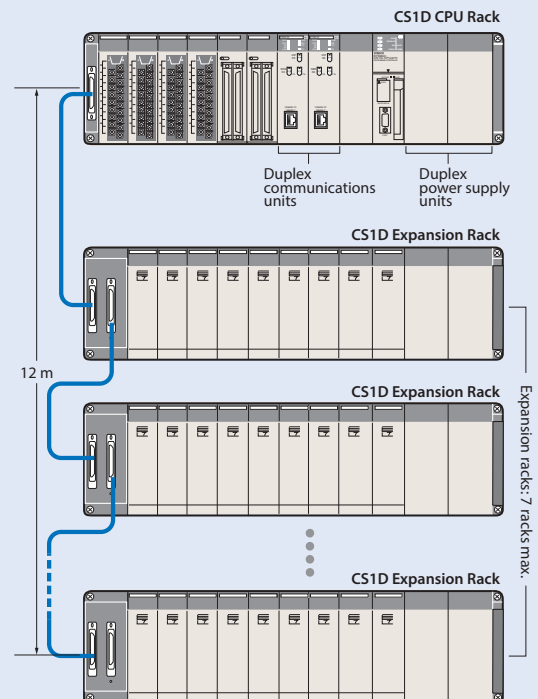 CS1D CPU Rack
Duplex
communications
units
Duplex
power supply
units
CS1D Expansion Rack
12 m
CS1D Expansion Rack
Expansion racks: 7 racks max.
CS1D Expansion Rack